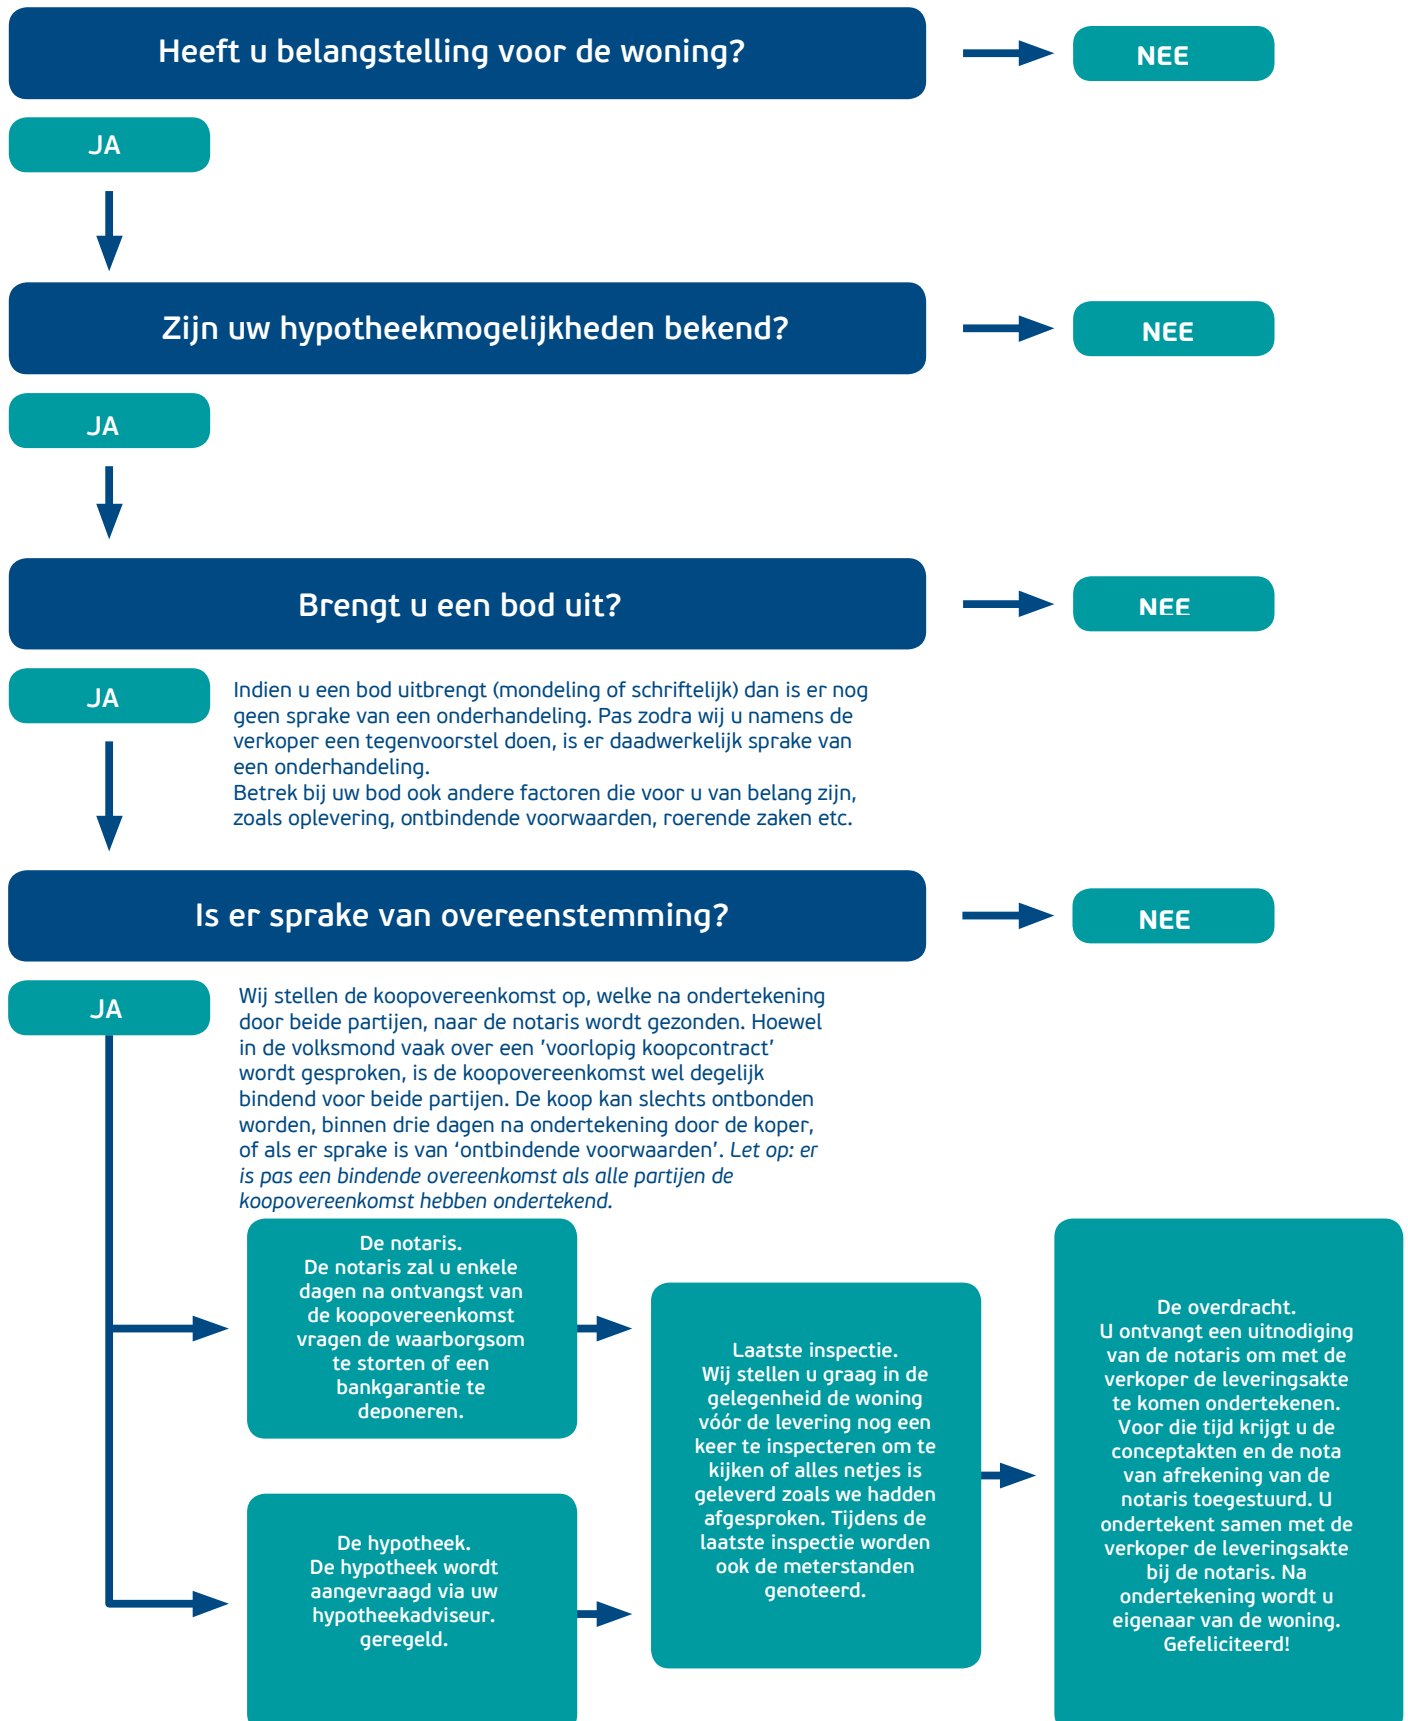 Heeft u belangstelling voor de woning?
NEE
JA
Zijn uw hypotheekmogelijkheden bekend?
NEE
JA
Brengt u een bod uit?
NEE
JA
Indien u een bod uitbrengt (mondeling of schriftelijk) dan is er nog
geen sprake van een onderhandeling. Pas zodra wij u namens de
verkoper een tegenvoorstel doen, is er daadwerkelijk sprake van
een onderhandeling.
Betrek bij uw bod ook andere factoren die voor u van belang zijn,
zoals oplevering, ontbindende voorwaarden, roerende zaken etc.
Is er sprake van overeenstemming?
NEE
JA
Wij stellen de koopovereenkomst op, welke na ondertekening
door beide partijen, naar de notaris wordt gezonden. Hoewel
in de volksmond vaak over een 'voorlopig koopcontract'
wordt gesproken, is de koopovereenkomst wel degelijk
bindend voor beide partijen. De koop kan slechts ontbonden
worden, binnen drie dagen na ondertekening door de koper,
of als er sprake is van ‘ontbindende voorwaarden’. Let op: er
is pas een bindende overeenkomst als alle partijen de
koopovereenkomst hebben ondertekend.
De notaris.
De notaris zal u enkele
dagen na ontvangst van
de koopovereenkomst
vragen de waarborgsom
te storten of een
bankgarantie te
deponeren.
De hypotheek.
De hypotheek wordt
aangevraagd via uw
hypotheekadviseur.
geregeld.
Laatste inspectie.
Wij stellen u graag in de
gelegenheid de woning
vóór de levering nog een
keer te inspecteren om te
kijken of alles netjes is
geleverd zoals we hadden
afgesproken. Tijdens de
laatste inspectie worden
ook de meterstanden
genoteerd.
De overdracht.
U ontvangt een uitnodiging
van de notaris om met de
verkoper de leveringsakte
te komen ondertekenen.
Voor die tijd krijgt u de
conceptakten en de nota
van afrekening van de
notaris toegestuurd. U
ondertekent samen met de
verkoper de leveringsakte
bij de notaris. Na
ondertekening wordt u
eigenaar van de woning.
Gefeliciteerd!